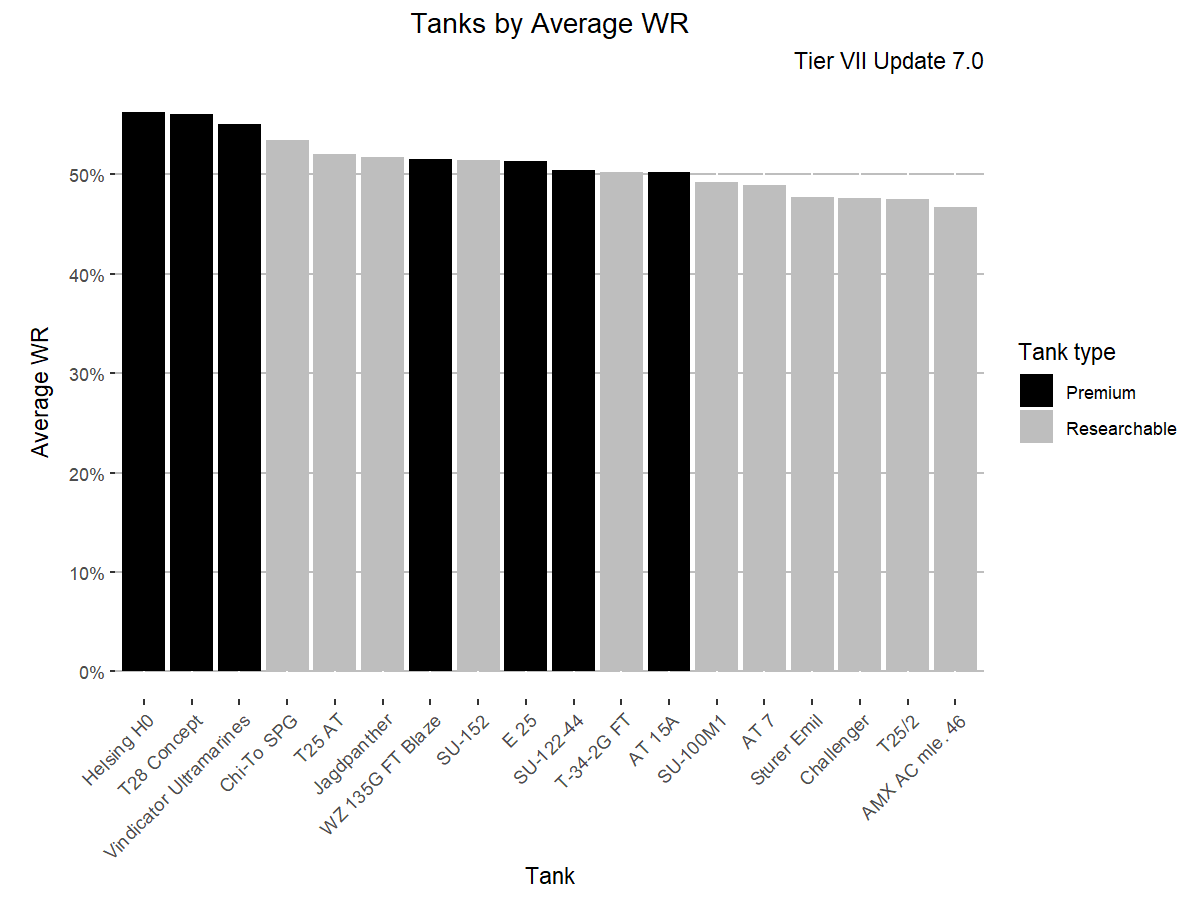 Tanks by Average WR
Tier VII Update 7.0
Average WR
50%
40%
30%
20%
10%
0%
Helsing H0
T28 Concept
Vindicator Ultramarines
Chi-To SPG
T25 AT
Jagdpanther
WZ 135G FT Blaze
SU-152
E 25
SU-122-44
T-34-2G FT
AT 15A
SU-100M1
AT 7
Sturer Emil
Challenger
T25/2
AMX AC mle. 46
Tank
Tank type
Premium
Researchable